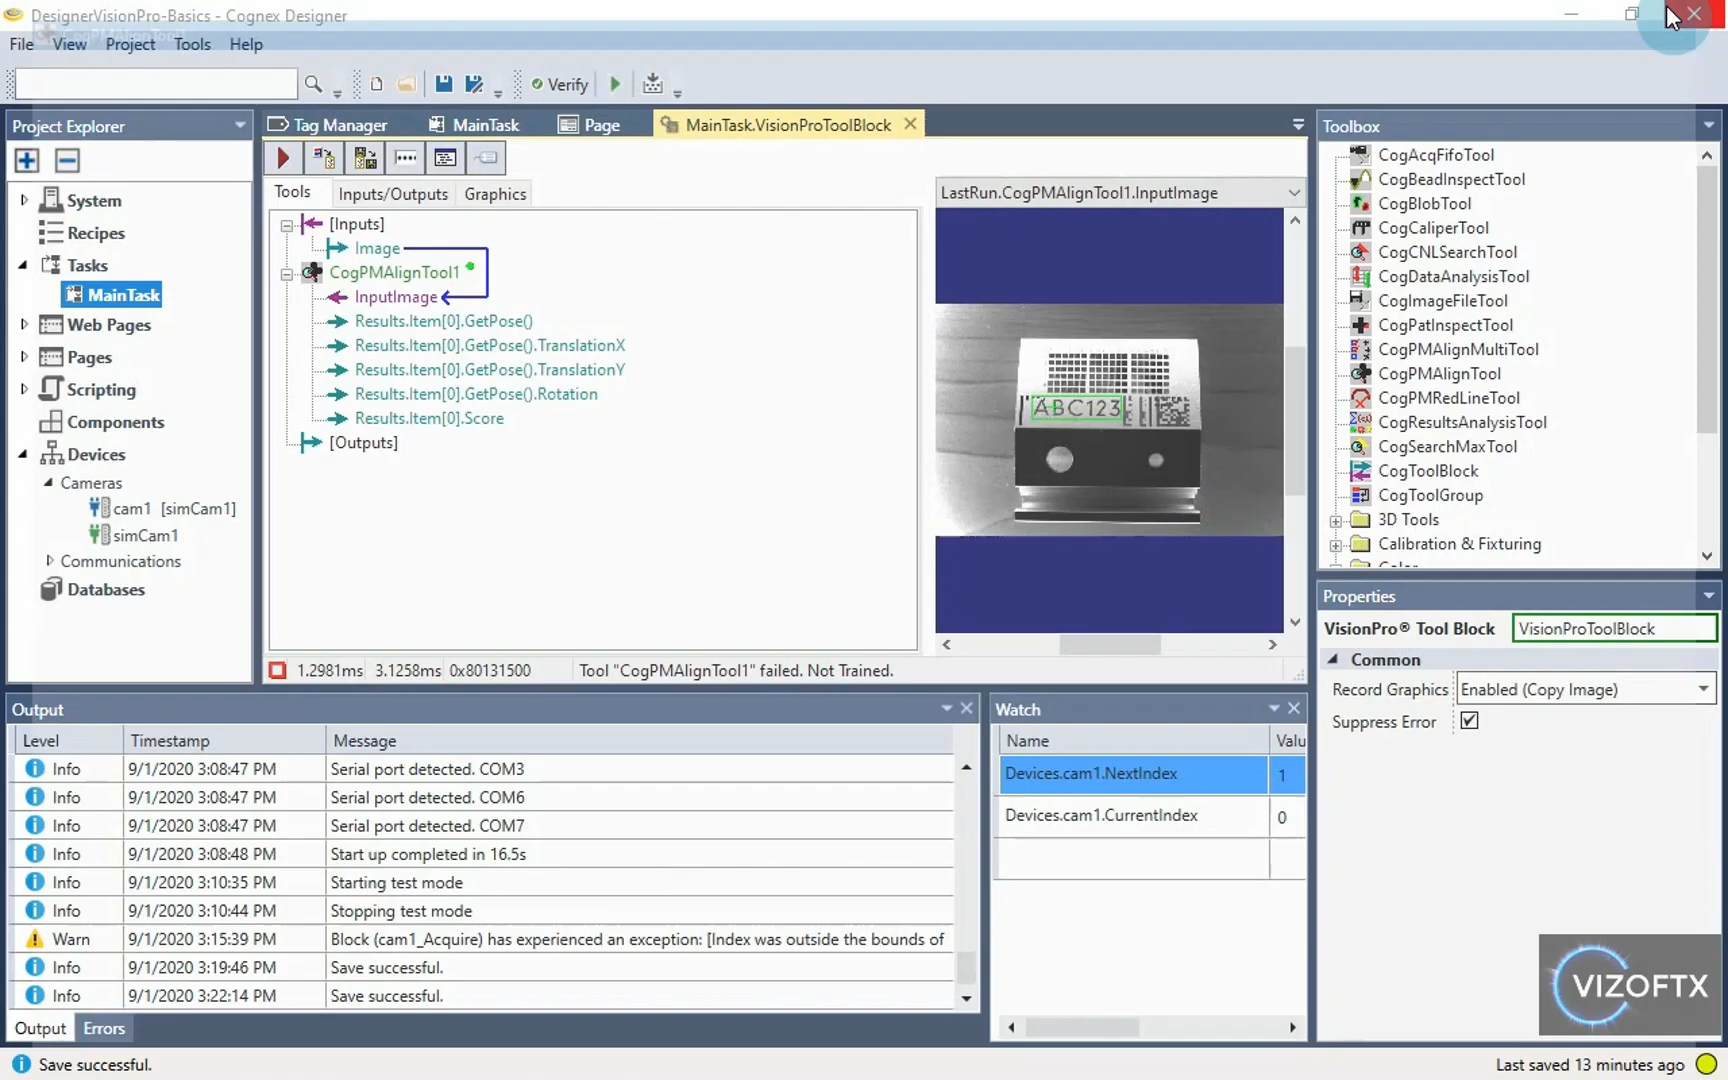 DesignerVisionPro-Basics - Cognex Designer
File View Project Tools Help
Verify
Project Explorer
System
Recipes
Tasks
MainTask
Web Pages
Pages
Scripting
Components
Devices
Cameras
cam1 [simCam1]
simCam1
Communications
Databases
Tag Manager MainTask Page MainTask.VisionProToolBlock
Tools Inputs/Outputs Graphics
[Inputs]
Image
CogPMAlignTool1
InputImage
Results.Item[0].GetPose()
Results.Item[0].GetPose().TranslationX
Results.Item[0].GetPose().TranslationY
Results.Item[0].GetPose().Rotation
Results.Item[0].Score
[Outputs]
LastRun.CogPMAlignTool1.InputImage
ABC123
1.2981ms 3.1258ms 0x80131500 Tool "CogPMAlignTool1" failed. Not Trained.
Toolbox
CogAcqFifoTool
CogBeadInspectTool
CogBlobTool
CogCaliperTool
CogCNLSearchTool
CogDataAnalysisTool
CogImageFileTool
CogPatInspectTool
CogPMAlignMultiTool
CogPMAlignTool
CogPMRedLineTool
CogResultsAnalysisTool
CogSearchMaxTool
CogToolBlock
CogToolGroup
3D Tools
Calibration & Fixturing
Properties
VisionPro® Tool Block VisionProToolBlock
Common
Record Graphics Enabled (Copy Image)
Suppress Error
Output
Level Timestamp Message
Info 9/1/2020 3:08:47 PM Serial port detected. COM3
Info 9/1/2020 3:08:47 PM Serial port detected. COM6
Info 9/1/2020 3:08:47 PM Serial port detected. COM7
Info 9/1/2020 3:08:48 PM Start up completed in 16.5s
Info 9/1/2020 3:10:35 PM Starting test mode
Info 9/1/2020 3:10:44 PM Stopping test mode
Warn 9/1/2020 3:15:39 PM Block (cam1_Acquire) has experienced an exception: [Index was outside the bounds of
Info 9/1/2020 3:19:46 PM Save successful.
Info 9/1/2020 3:22:14 PM Save successful.
Output Errors
Watch
Name Valu
Devices.cam1.NextIndex 1
Devices.cam1.CurrentIndex 0
VIZOFTX
Save successful.
Last saved 13 minutes ago